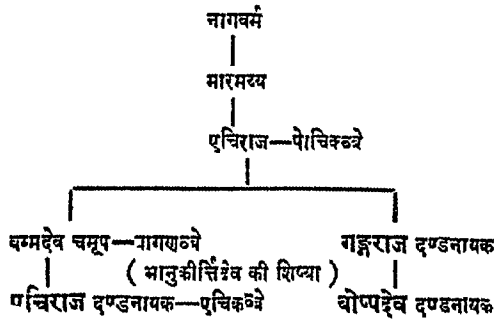 नागवर्म
मारमय्य
एचिराज—पोचिकब्बे
बम्मदेव चमूप—नागणब्बे गङ्गराज दण्डनायक
( भानुकीर्त्तिदेव की शिष्या )
एचिराज दण्डनायक—एचिकब्बे बोप्पदेव दण्डनायक